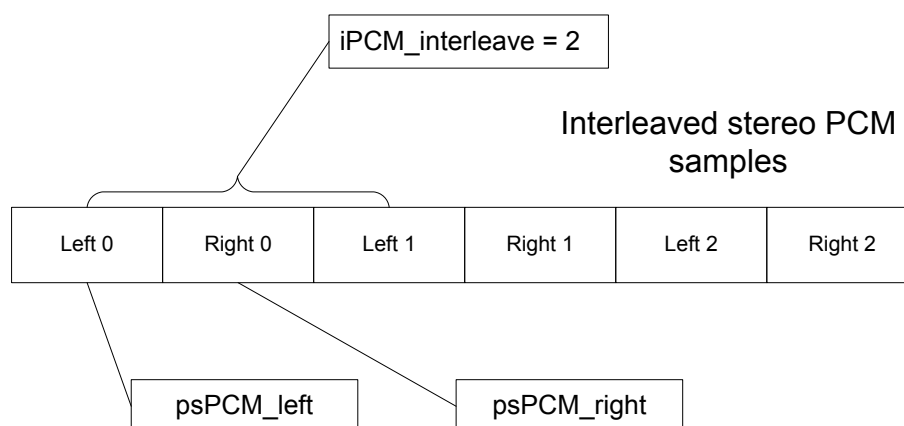 iPCM_interleave = 2
Interleaved stereo PCM
samples
Left 0 Right 0 Left 1 Right 1 Left 2 Right 2
psPCM_left psPCM_right